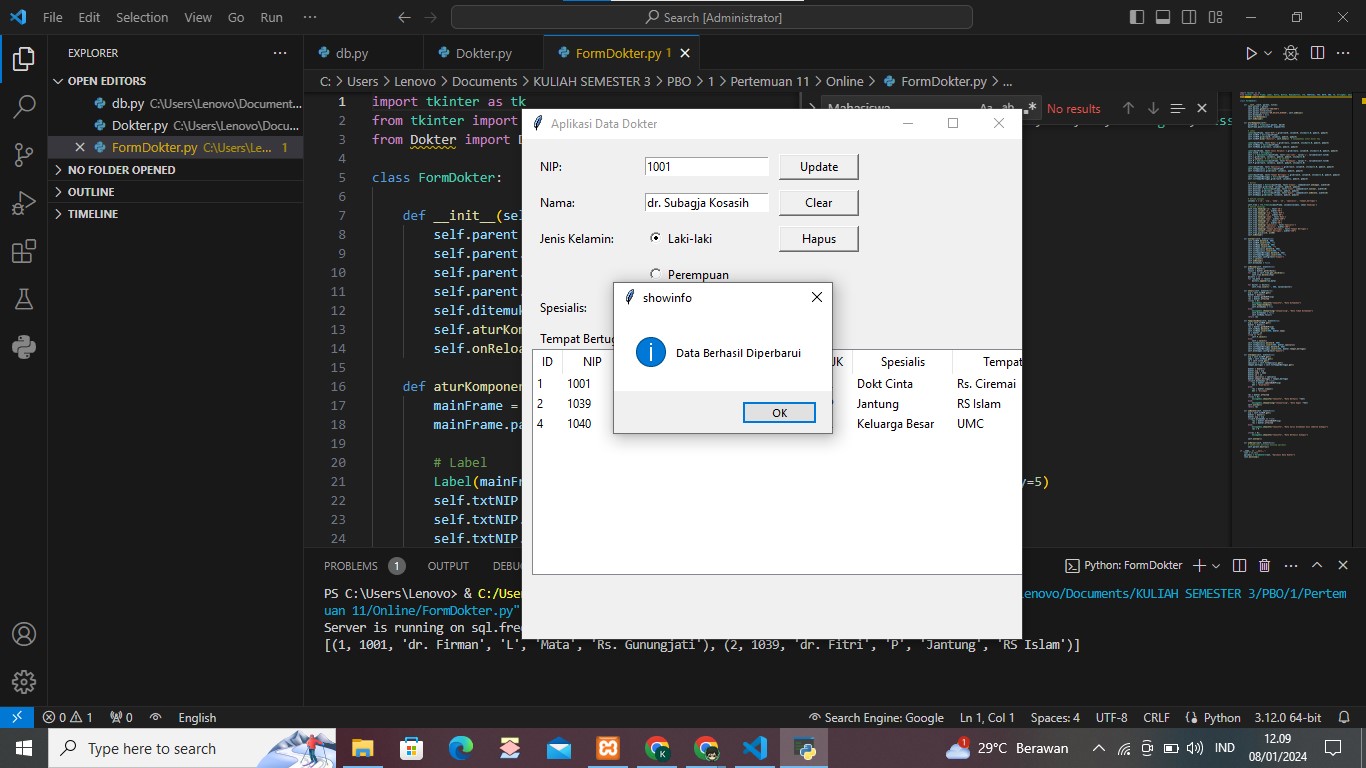 File Edit Selection View Go Run ··· Search [Administrator]
EXPLORER ···
OPEN EDITORS
db.py C:\Users\Lenovo\Document...
Dokter.py C:\Users\Lenovo\Docu...
FormDokter.py C:\Users\Le... 1
NO FOLDER OPENED
OUTLINE
TIMELINE
db.py Dokter.py FormDokter.py 1
C: > Users > Lenovo > Documents > KULIAH SEMESTER 3 > PBO > 1 > Pertemuan 11 > Online > FormDokter.py > ...
Mahasiswa Aa ab .* No results
1 import tkinter as tk
2 from tkinter import
3 from Dokter import
4
5 class FormDokter:
6
7 def __init__(sel
8 self.parent
9 self.parent.
10 self.parent.
11 self.parent.
12 self.ditemuk
13 self.aturKom
14 self.onReloa
15
16 def aturKomponen
17 mainFrame =
18 mainFrame.pa
19
20 # Label
21 Label(mainFr y=5)
22 self.txtNIP
23 self.txtNIP.
24 self.txtNIP.
Aplikasi Data Dokter
NIP: 1001 Update
Nama: dr. Subagja Kosasih Clear
Jenis Kelamin: Laki-laki Hapus
Perempuan
Spesialis:
Tempat Bertug
ID NIP JK Spesialis Tempat
1 1001 Dokt Cinta Rs. Ciremai
2 1039 Jantung RS Islam
4 1040 Keluarga Besar UMC
showinfo
Data Berhasil Diperbarui
OK
PROBLEMS 1 OUTPUT DEBU Python: FormDokter
PS C:\Users\Lenovo> & C:/User enovo/Documents/KULIAH SEMESTER 3/PBO/1/Pertem
uan 11/Online/FormDokter.py"
Server is running on sql.free
[(1, 1001, 'dr. Firman', 'L', 'Mata', 'Rs. Gunungjati'), (2, 1039, 'dr. Fitri', 'P', 'Jantung', 'RS Islam')]
0 1 0 English Search Engine: Google Ln 1, Col 1 Spaces: 4 UTF-8 CRLF Python 3.12.0 64-bit
Type here to search 1 29°C Berawan IND 12.09
08/01/2024